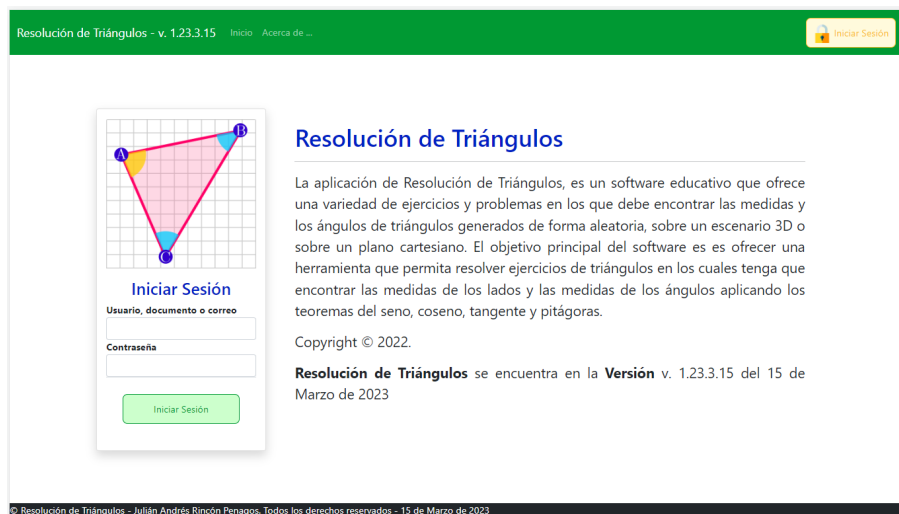 Resolución de Triángulos - v. 1.23.3.15 Inicio Acerca de ... Iniciar Sesión
A
B
C
Iniciar Sesión
Usuario, documento o correo
Contraseña
Iniciar Sesión
Resolución de Triángulos
La aplicación de Resolución de Triángulos, es un software educativo que ofrece
una variedad de ejercicios y problemas en los que debe encontrar las medidas y
los ángulos de triángulos generados de forma aleatoria, sobre un escenario 3D o
sobre un plano cartesiano. El objetivo principal del software es es ofrecer una
herramienta que permita resolver ejercicios de triángulos en los cuales tenga que
encontrar las medidas de los lados y las medidas de los ángulos aplicando los
teoremas del seno, coseno, tangente y pitágoras.
Copyright © 2022.
Resolución de Triángulos se encuentra en la Versión v. 1.23.3.15 del 15 de
Marzo de 2023
© Resolución de Triángulos - Julián Andrés Rincón Penagos. Todos los derechos reservados - 15 de Marzo de 2023